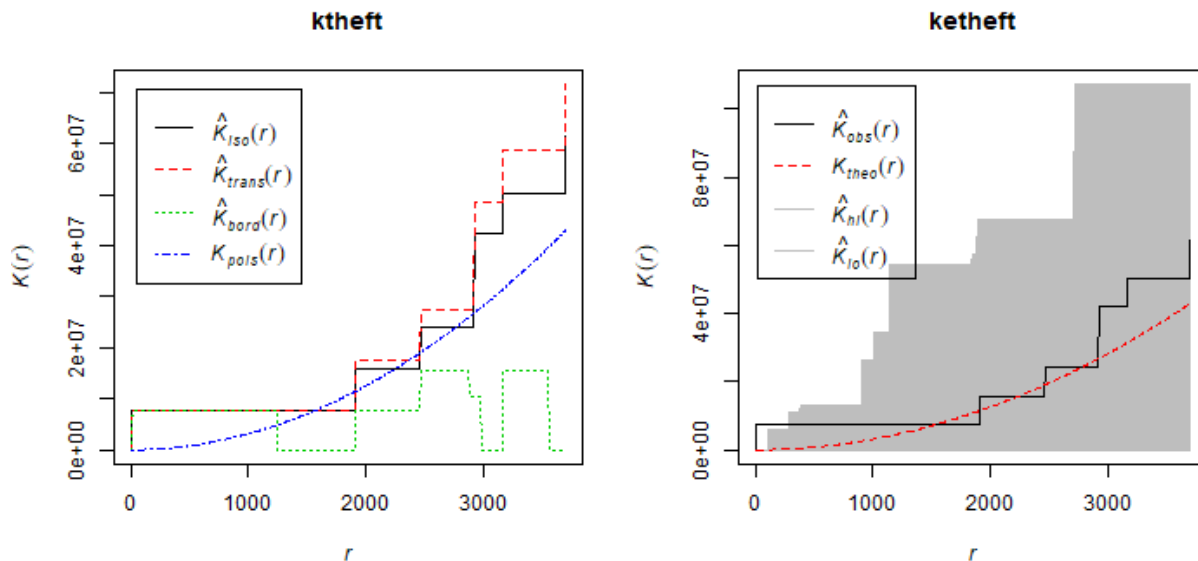 ktheft
K(r)
0e+00 2e+07 4e+07 6e+07
K̂iso(r)
K̂trans(r)
K̂bord(r)
Kpois(r)
0 1000 2000 3000
r
ketheft
K(r)
0e+00 4e+07 8e+07
K̂obs(r)
Ktheo(r)
K̂hi(r)
K̂lo(r)
0 1000 2000 3000
r